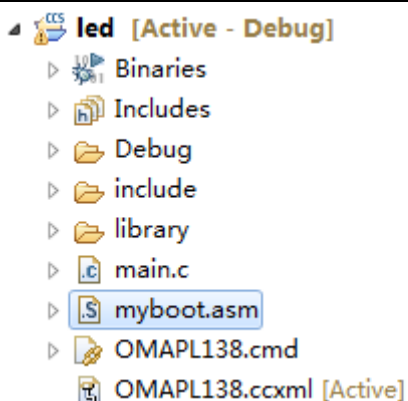 led [Active - Debug]
Binaries
Includes
Debug
include
library
main.c
myboot.asm
OMAPL138.cmd
OMAPL138.ccxml [Active]